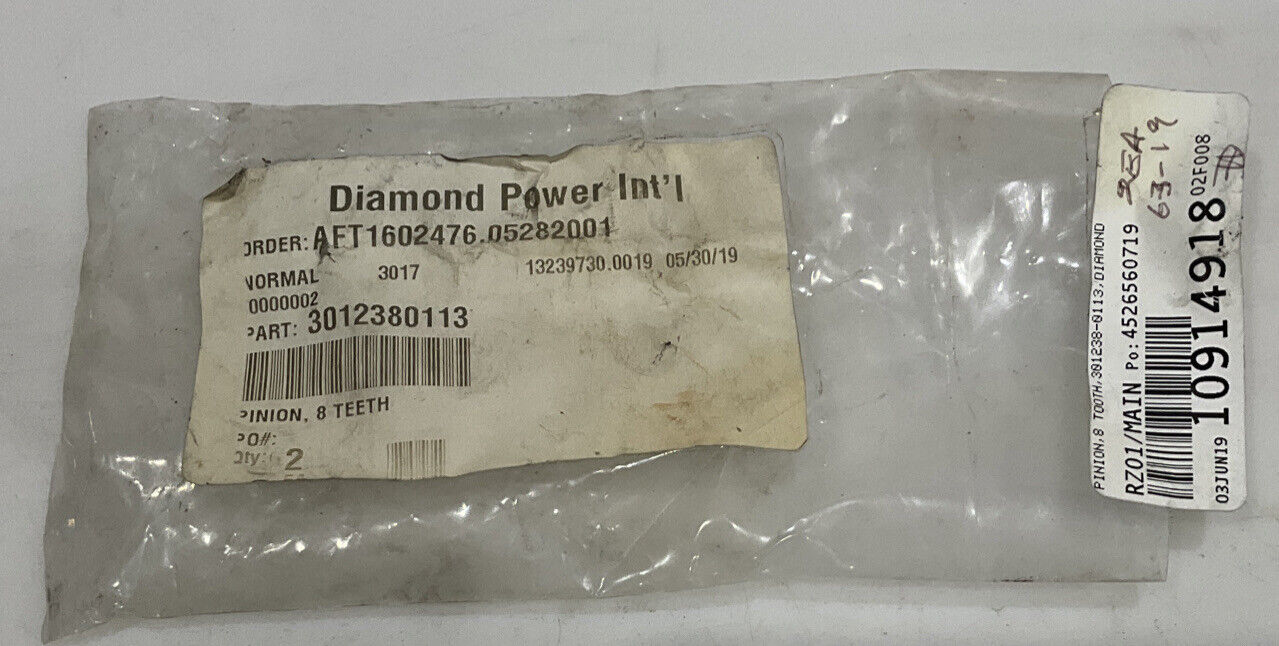 Diamond Power Int'l
ORDER: AFT1602476.05282001
NORMAL 3017 13239730.0019 05/30/19
0000002
PART: 3012380113
PINION, 8 TEETH
PO#:
Qty: 2
PINION,8 TOOTH,301238-0113,DIAMOND
RZ01/MAIN Po:4526560719
03JUN19 10914918 02F008
63-19